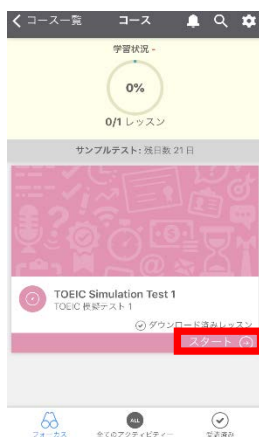 コース一覧 コース
学習状況 -
0%
0/1 レッスン
サンプルテスト: 残日数 21 日
TOEIC Simulation Test 1
TOEIC 模擬テスト 1
ダウンロード済みレッスン
スタート
ALL
フォーカス 全てのアクティビティー 受講済み